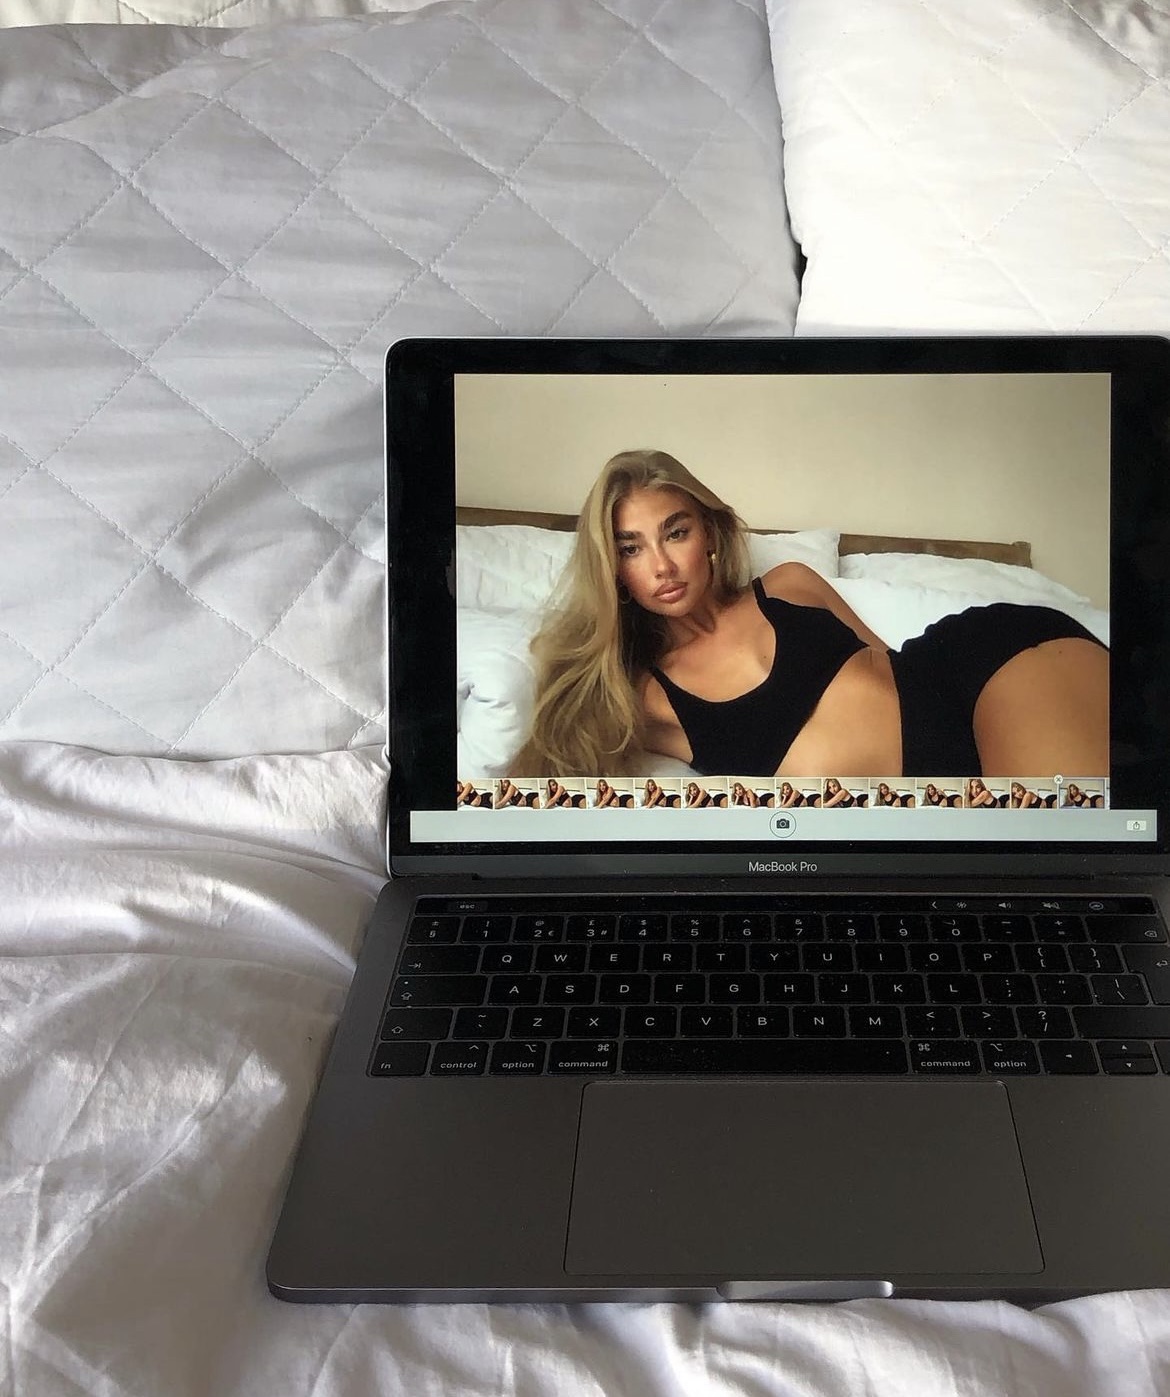 MacBook Pro
esc
± § ! 1 @ 2 € £ 3 # $ 4 % 5 ^ 6 & 7 * 8 ( 9 ) 0 _ - + =
Q W E R T Y U I O P { [ } ]
A S D F G H J K L : ; " ' | \
~ ` Z X C V B N M < , > . ? /
fn control option command command option